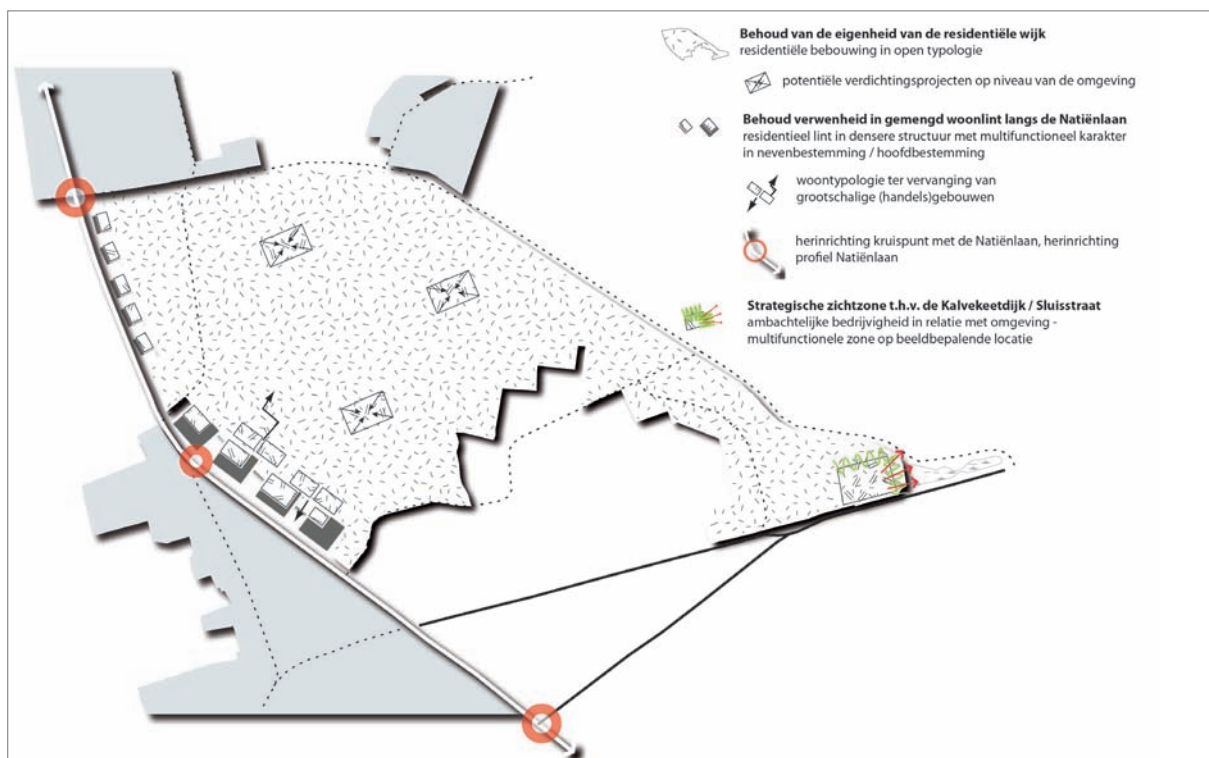 Behoud van de eigenheid van de residentiële wijk
residentiële bebouwing in open typologie
potentiële verdichtingsprojecten op niveau van de omgeving
Behoud verwenheid in gemengd woonlint langs de Natiënlaan
residentieel lint in densere structuur met multifunctioneel karakter
in nevenbestemming / hoofdbestemming
woontypologie ter vervanging van
grootschalige (handels)gebouwen
herinrichting kruispunt met de Natiënlaan, herinrichting
profiel Natiënlaan
Strategische zichtzone t.h.v. de Kalvekeetdijk / Sluisstraat
ambachtelijke bedrijvigheid in relatie met omgeving -
multifunctionele zone op beeldbepalende locatie